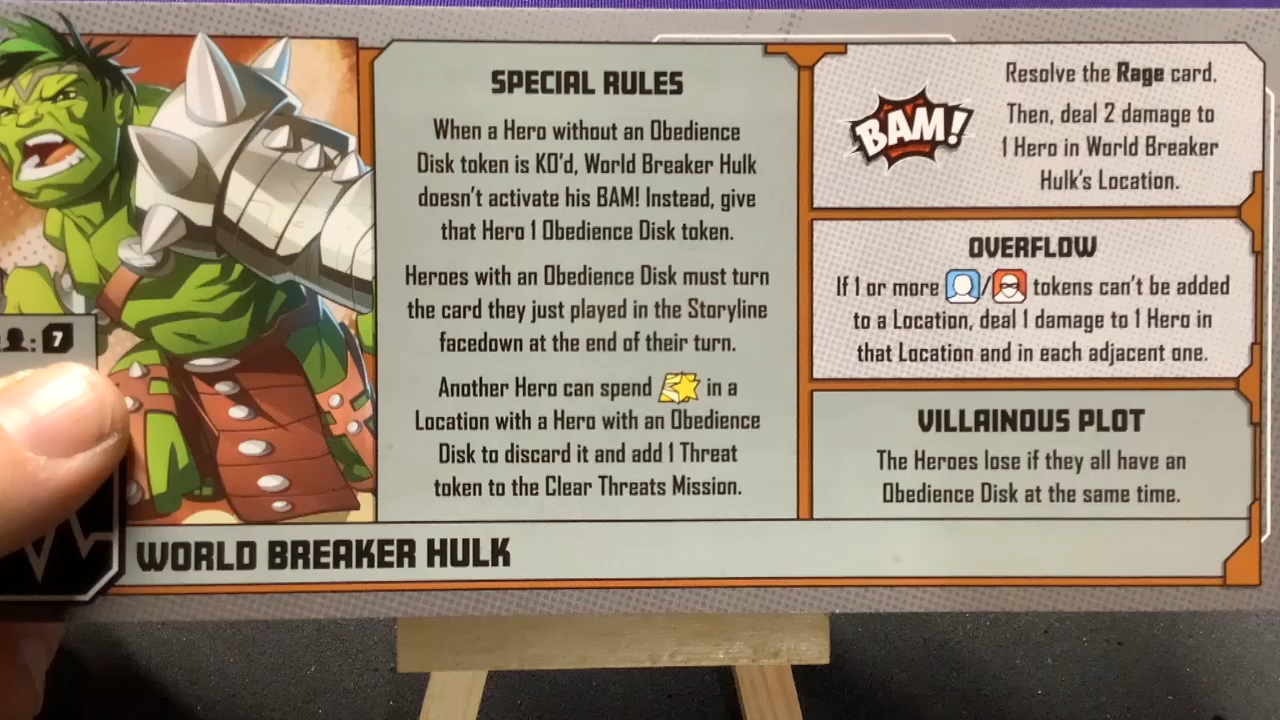 SPECIAL RULES
When a Hero without an Obedience
Disk token is KO'd, World Breaker Hulk
doesn't activate his BAM! Instead, give
that Hero 1 Obedience Disk token.
Heroes with an Obedience Disk must turn
the card they just played in the Storyline
facedown at the end of their turn.
Another Hero can spend in a
Location with a Hero with an Obedience
Disk to discard it and add 1 Threat
token to the Clear Threats Mission.
BAM!
Resolve the Rage card.
Then, deal 2 damage to
1 Hero in World Breaker
Hulk's Location.
OVERFLOW
If 1 or more / tokens can't be added
to a Location, deal 1 damage to 1 Hero in
that Location and in each adjacent one.
VILLAINOUS PLOT
The Heroes lose if they all have an
Obedience Disk at the same time.
: 7
WORLD BREAKER HULK